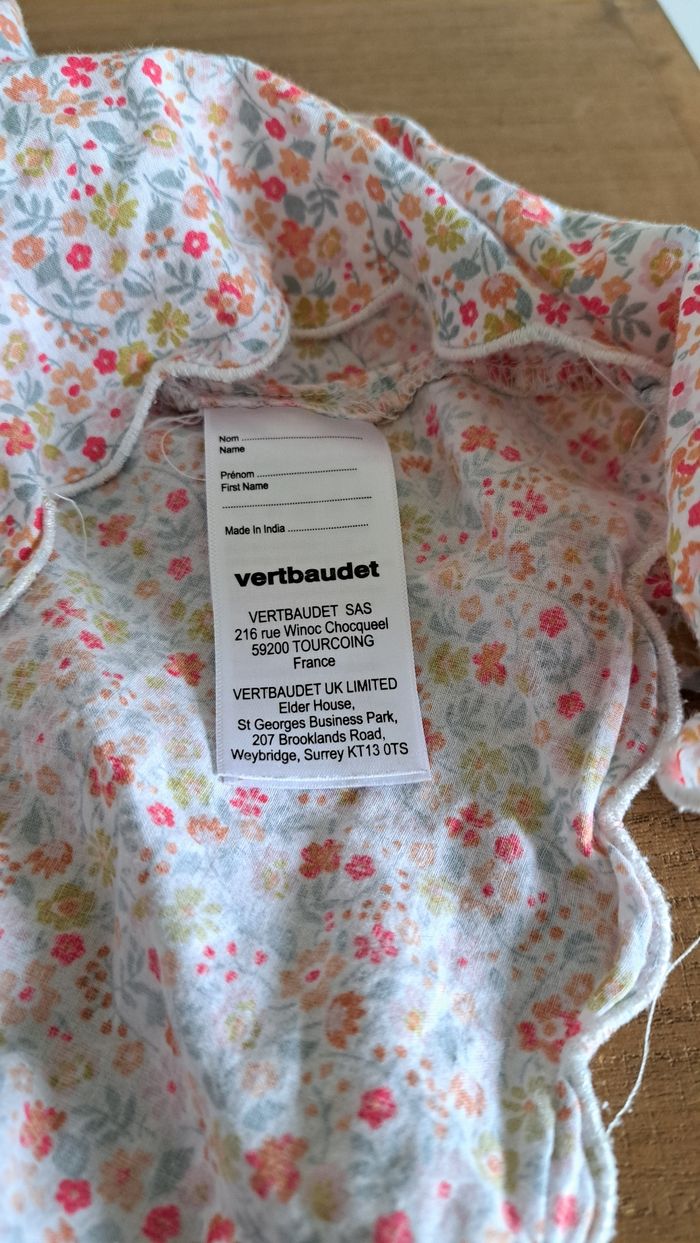 Nom ..............................
Name
Prénom .........................
First Name
.....................................
Made In India ....................
vertbaudet
VERTBAUDET SAS
216 rue Winoc Chocqueel
59200 TOURCOING
France
VERTBAUDET UK LIMITED
Elder House,
St Georges Business Park,
207 Brooklands Road,
Weybridge, Surrey KT13 0TS